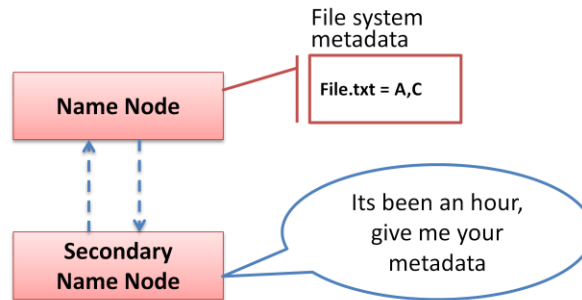 File system
metadata
Name Node
File.txt = A,C
Its been an hour,
give me your
metadata
Secondary
Name Node